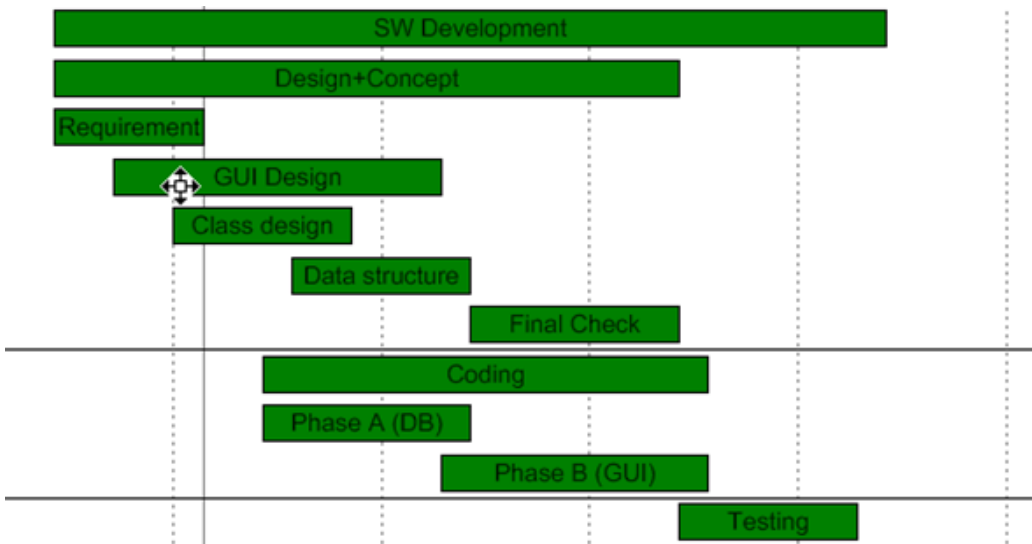 SW Development
Design+Concept
Requirement
GUI Design
Class design
Data structure
Final Check
Coding
Phase A (DB)
Phase B (GUI)
Testing